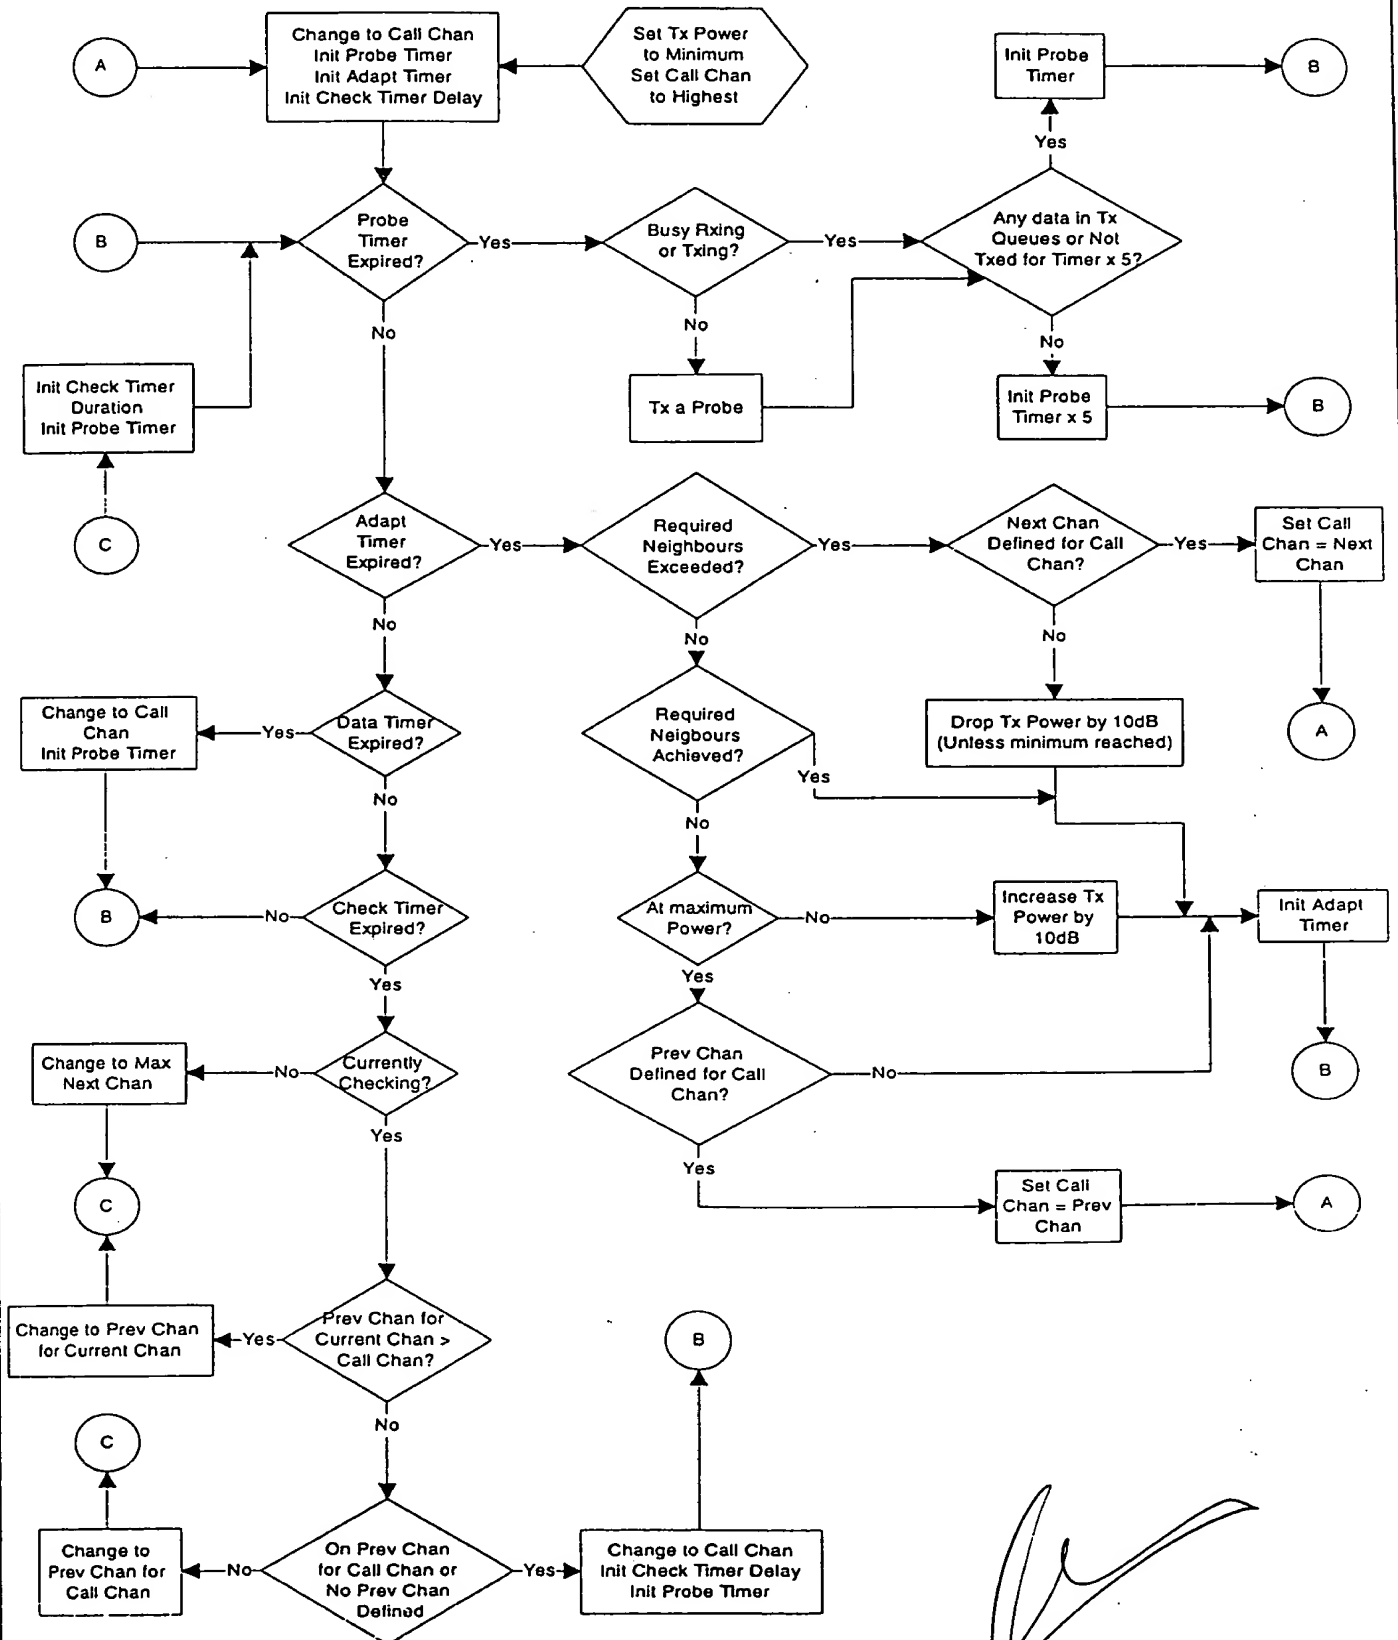 A
Change to Call Chan
Init Probe Timer
Init Adapt Timer
Init Check Timer Delay
Set Tx Power
to Minimum
Set Call Chan
to Highest
Init Probe
Timer
B
Yes
B
Probe
Timer
Expired?
Yes
Busy Rxing
or Txing?
Yes
Any data in Tx
Queues or Not
Txed for Timer x 5?
No
No
No
Init Check Timer
Duration
Init Probe Timer
Tx a Probe
Init Probe
Timer x 5
B
C
Adapt
Timer
Expired?
Yes
Required
Neighbours
Exceeded?
Yes
Next Chan
Defined for Call
Chan?
Yes
Set Call
Chan = Next
Chan
No
No
No
Change to Call
Chan
Init Probe Timer
Yes
Data Timer
Expired?
Required
Neigbours
Achieved?
Yes
Drop Tx Power by 10dB
(Unless minimum reached)
A
No
No
B
No
Check Timer
Expired?
At maximum
Power?
No
Increase Tx
Power by
10dB
Init Adapt
Timer
Yes
Yes
Change to Max
Next Chan
No
Currently
Checking?
Prev Chan
Defined for Call
Chan?
No
B
Yes
Yes
C
Set Call
Chan = Prev
Chan
A
Change to Prev Chan
for Current Chan
Yes
Prev Chan for
Current Chan >
Call Chan?
B
No
C
Change to
Prev Chan for
Call Chan
No
On Prev Chan
for Call Chan or
No Prev Chan
Defined
Yes
Change to Call Chan
Init Check Timer Delay
Init Probe Timer